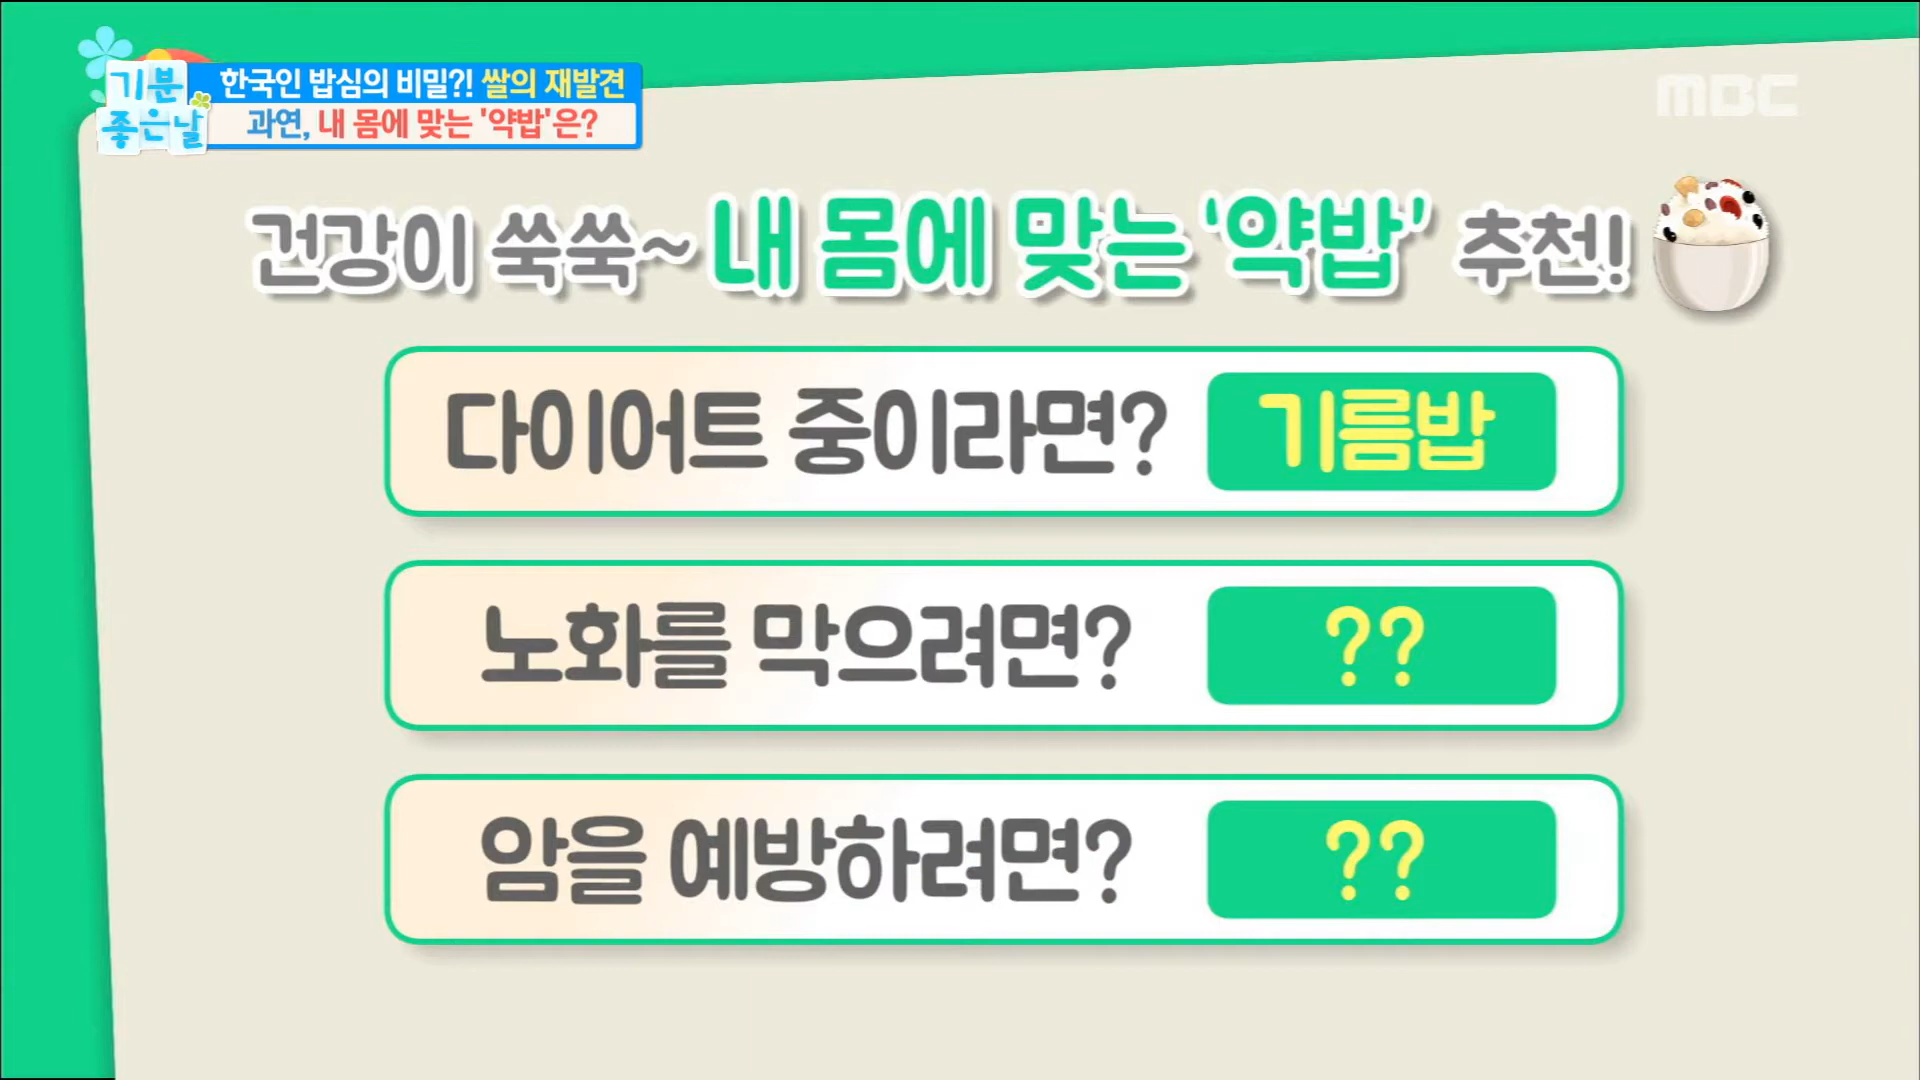 기분
좋은날
한국인 밥심의 비밀?! 쌀의 재발견
과연, 내 몸에 맞는 '약밥'은?
MBC
건강이 쑥쑥~ 내 몸에 맞는 '약밥' 추천!
다이어트 중이라면? 기름밥
노화를 막으려면? ??
암을 예방하려면? ??